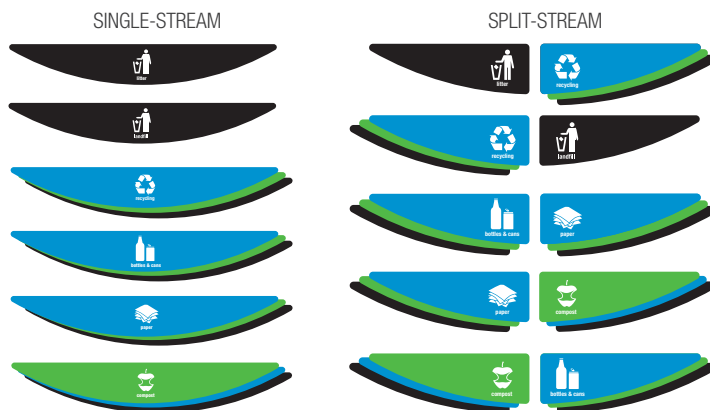 SINGLE-STREAM
litter
landfill
recycling
bottles & cans
paper
compost
SPLIT-STREAM
litter
recycling
recycling
landfill
bottles & cans
paper
paper
compost
compost
bottles & cans